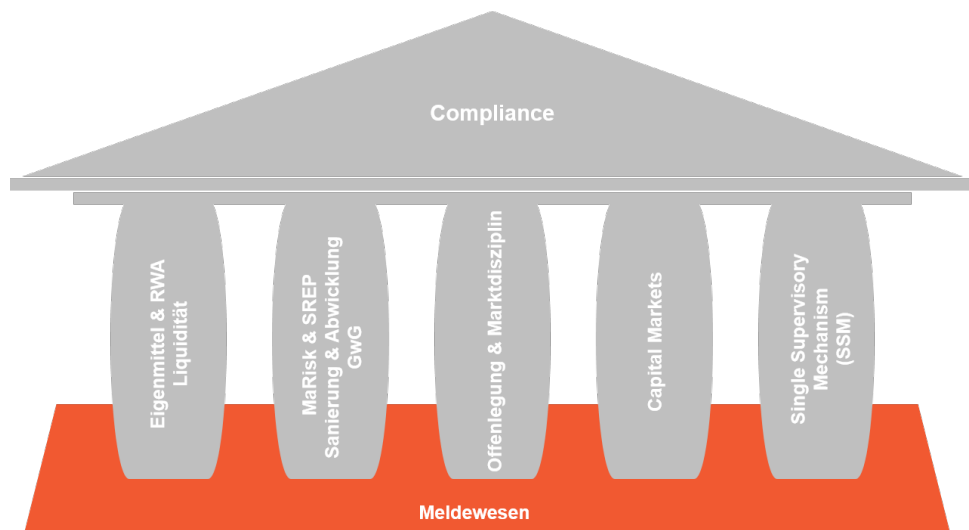 Compliance
Eigenmittel & RWA
Liquidität
MaRisk & SREP
Sanierung & Abwicklung
GwG
Offenlegung & Marktdisziplin
Capital Markets
Single Supervisory
Mechanism
(SSM)
Meldewesen